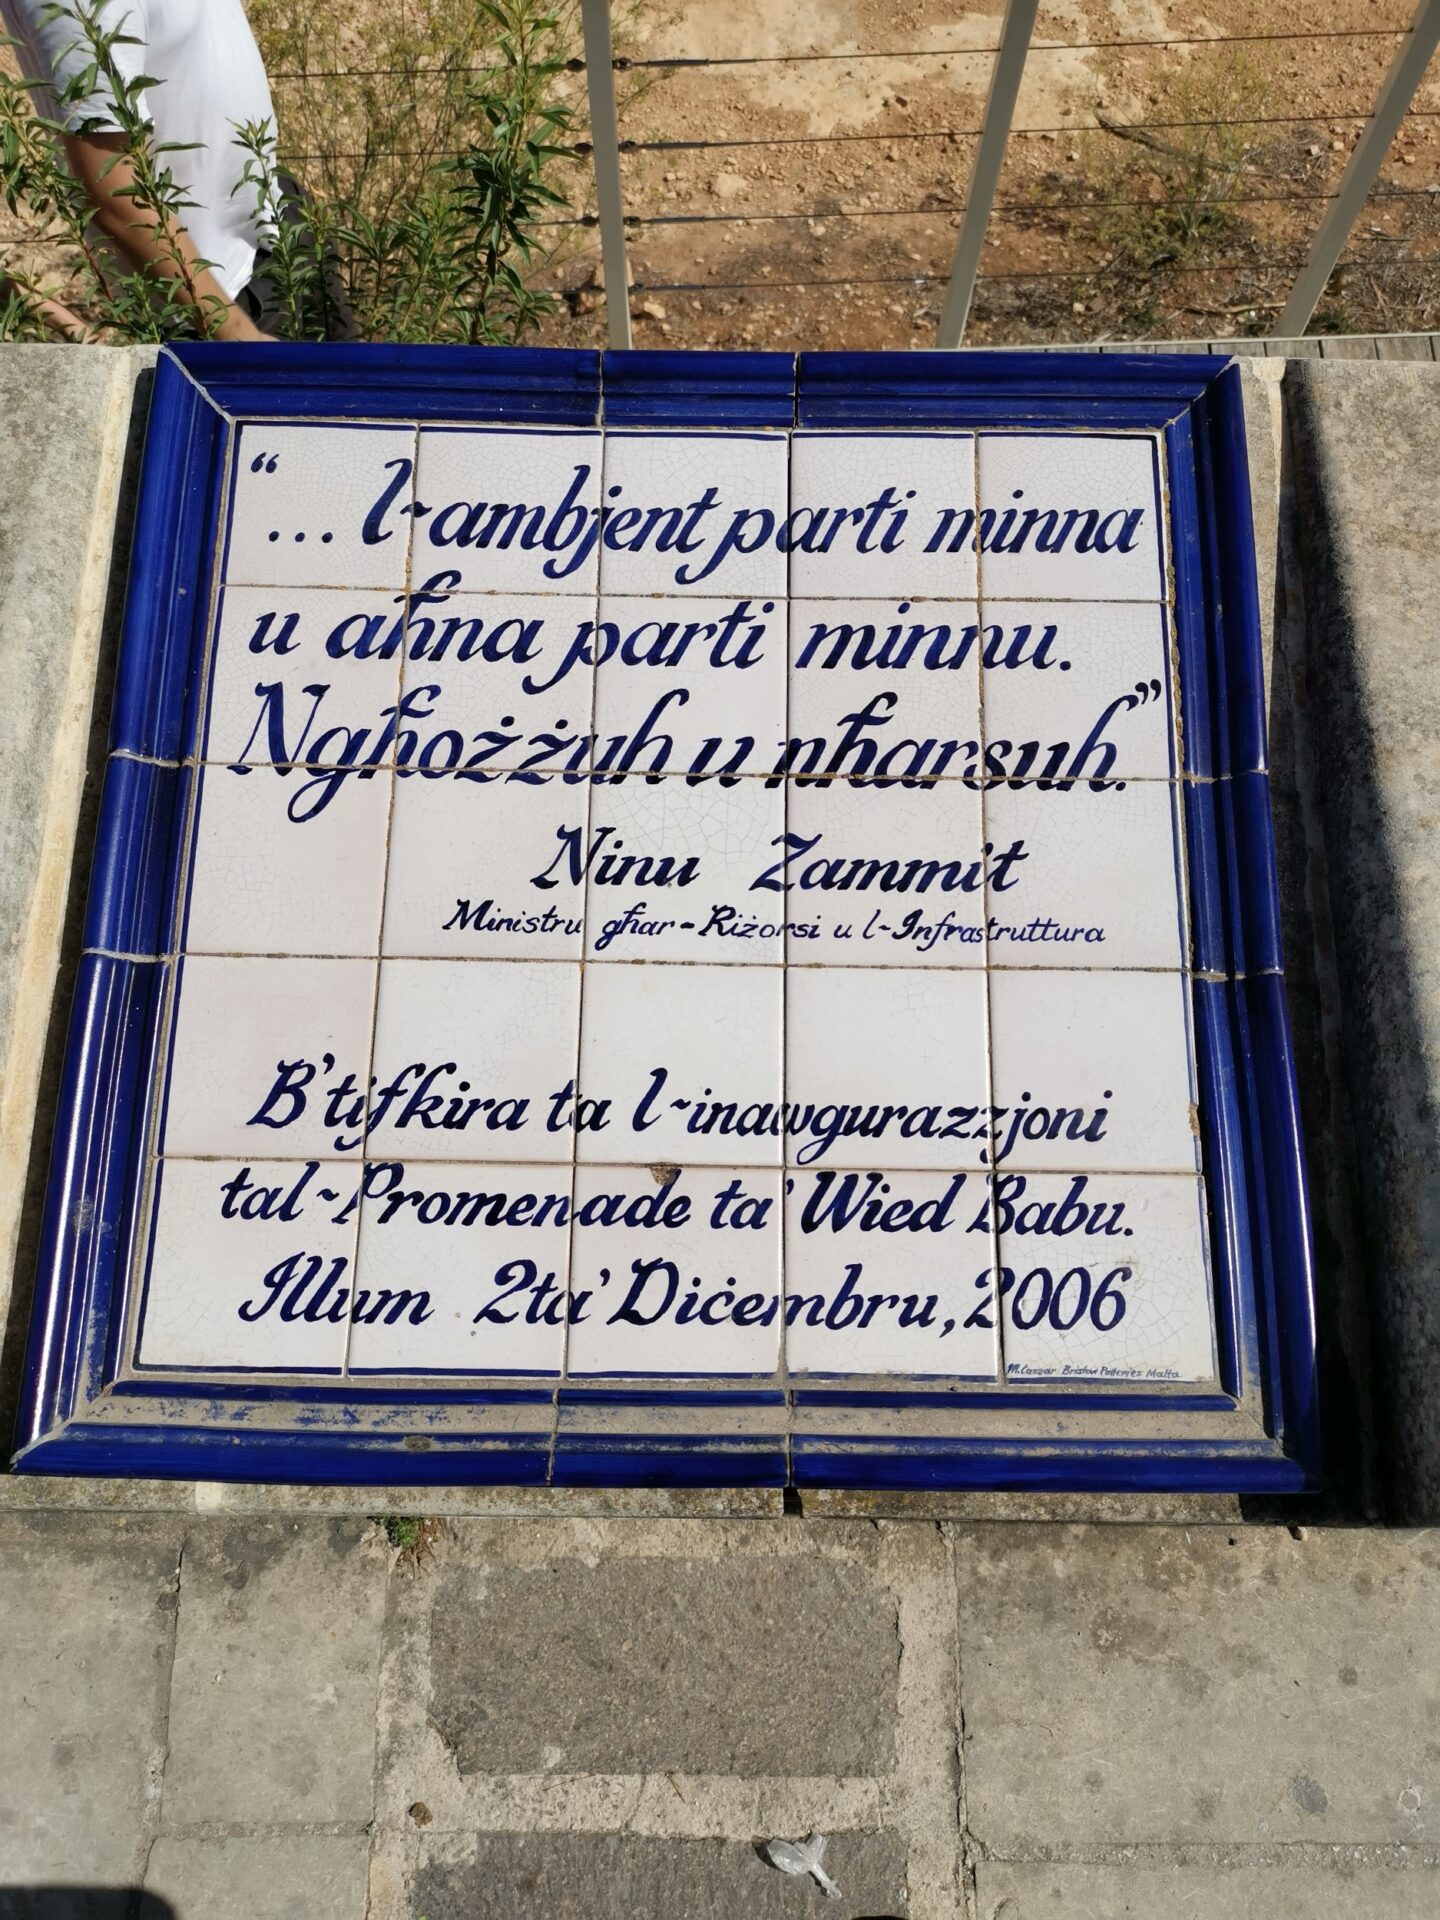 “... l-ambjent parti minna
u aħna parti minnu.
Ngħożżuh u nħarsuh.”
Ninu Zammit
Ministru għar-Riżorsi u l-Infrastruttura
B'tifkira ta l-inawgurazzjoni
tal-Promenade ta' Wied Babu.
Illum 2 ta' Diċembru, 2006
Bristow Potteries Malta